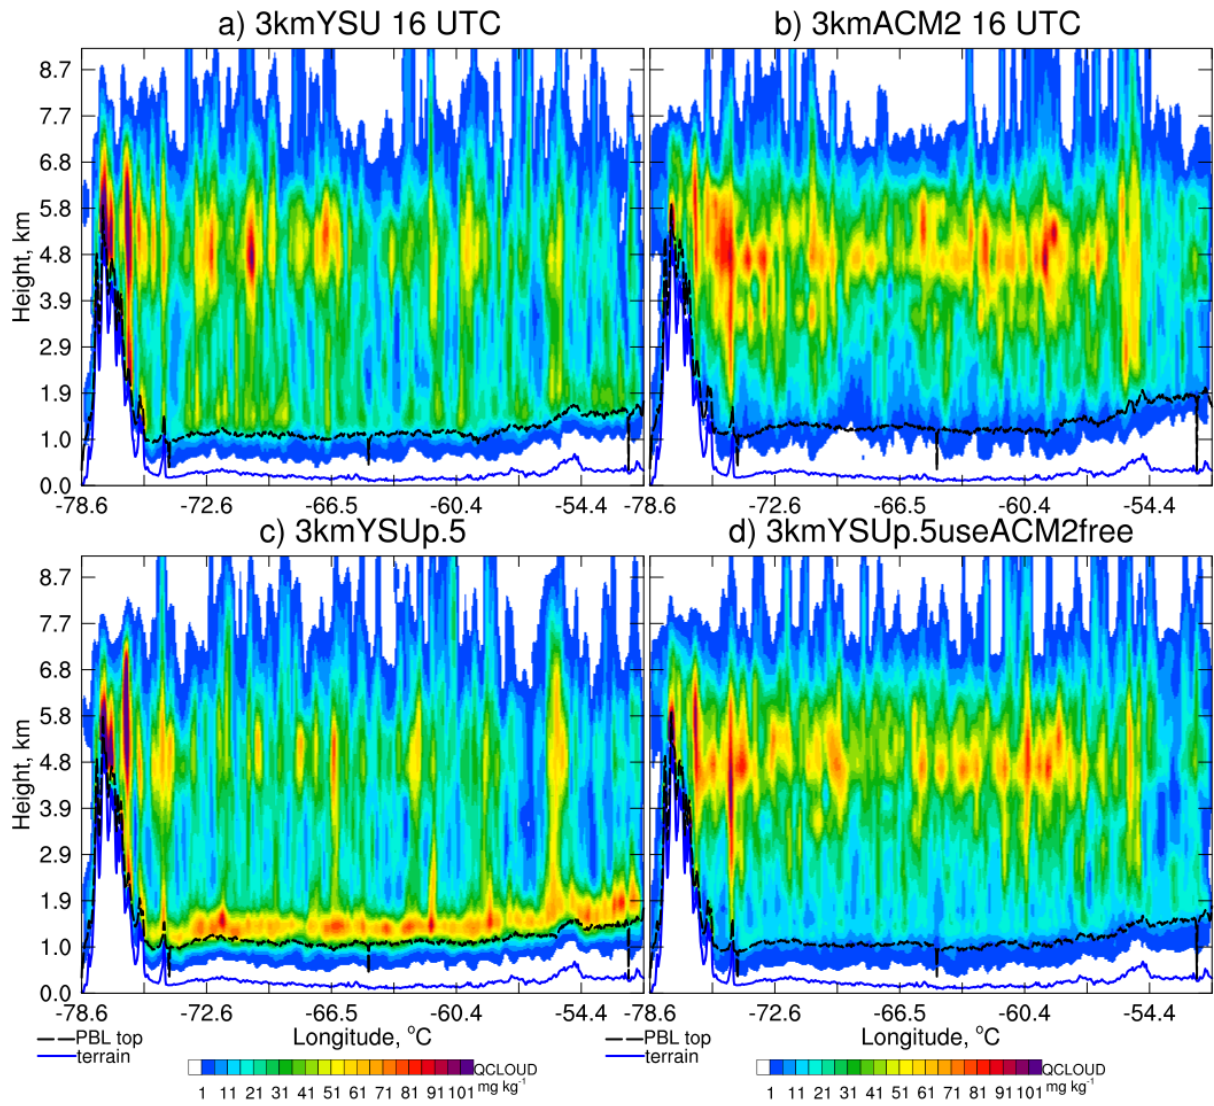 a) 3kmYSU 16 UTC
b) 3kmACM2 16 UTC
Height, km
8.7
7.7
6.8
5.8
4.8
3.9
2.9
1.9
1.0
0.0
-78.6 -72.6 -66.5 -60.4 -54.4 -78.6 -72.6 -66.5 -60.4 -54.4
c) 3kmYSUp.5
d) 3kmYSUp.5useACM2free
Height, km
8.7
7.7
6.8
5.8
4.8
3.9
2.9
1.9
1.0
0.0
-78.6 -72.6 -66.5 -60.4 -54.4 -78.6 -72.6 -66.5 -60.4 -54.4
Longitude, °C
Longitude, °C
PBL top
terrain
PBL top
terrain
QCLOUD
mg kg-1
1 11 21 31 41 51 61 71 81 91 101
QCLOUD
mg kg-1
1 11 21 31 41 51 61 71 81 91 101